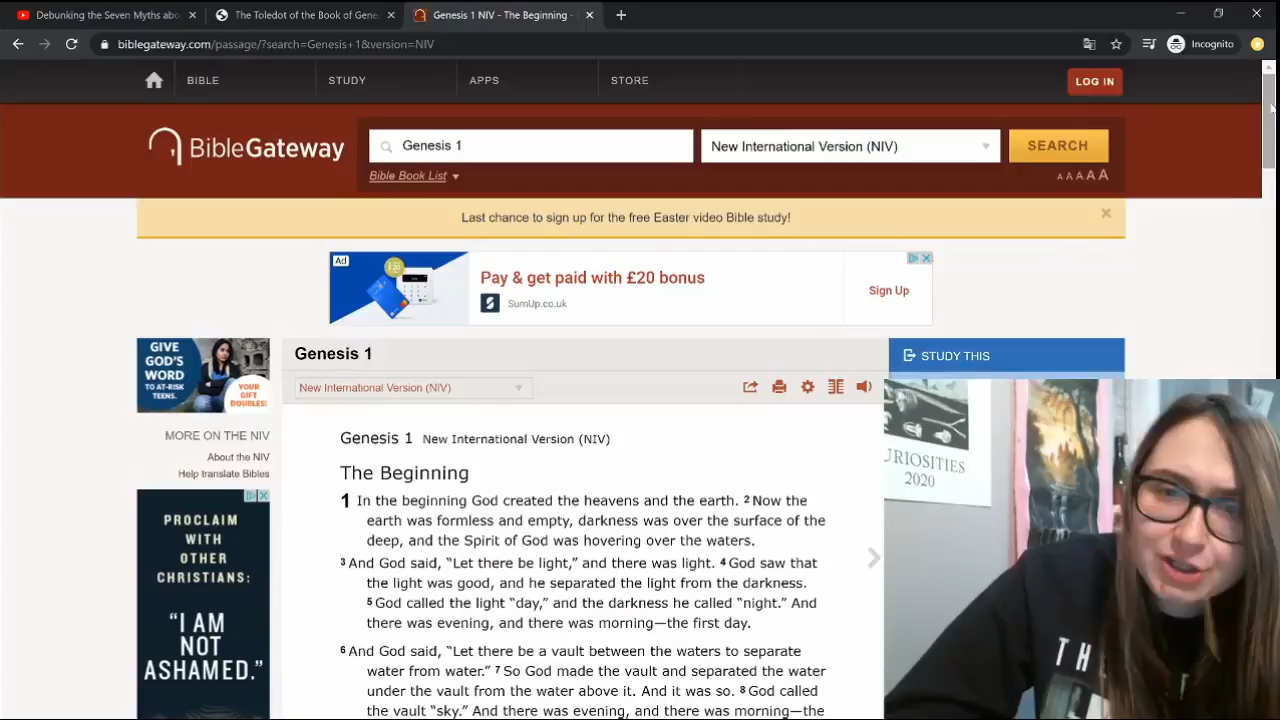 Debunking the Seven Myths abo
The Toledot of the Book of Gene
Genesis 1 NIV - The Beginning -
biblegateway.com/passage/?search=Genesis+1&version=NIV
Incognito
BIBLE
STUDY
APPS
STORE
LOG IN
BibleGateway
Genesis 1
New International Version (NIV)
SEARCH
Bible Book List
A A A A A
Last chance to sign up for the free Easter video Bible study!
Ad
Pay & get paid with £20 bonus
SumUp.co.uk
Sign Up
GIVE
GOD'S
WORD
TO AT-RISK
TEENS.
YOUR
GIFT
DOUBLES!
MORE ON THE NIV
About the NIV
Help translate Bibles
PROCLAIM
WITH
OTHER
CHRISTIANS:
“I AM
NOT
ASHAMED.”
Genesis 1
New International Version (NIV)
Genesis 1 New International Version (NIV)
The Beginning
1 In the beginning God created the heavens and the earth. 2 Now the
earth was formless and empty, darkness was over the surface of the
deep, and the Spirit of God was hovering over the waters.
3 And God said, “Let there be light,” and there was light. 4 God saw that
the light was good, and he separated the light from the darkness.
5 God called the light “day,” and the darkness he called “night.” And
there was evening, and there was morning—the first day.
6 And God said, “Let there be a vault between the waters to separate
water from water.” 7 So God made the vault and separated the water
under the vault from the water above it. And it was so. 8 God called
the vault “sky.” And there was evening, and there was morning—the
STUDY THIS
URIOSITIES
2020
TH